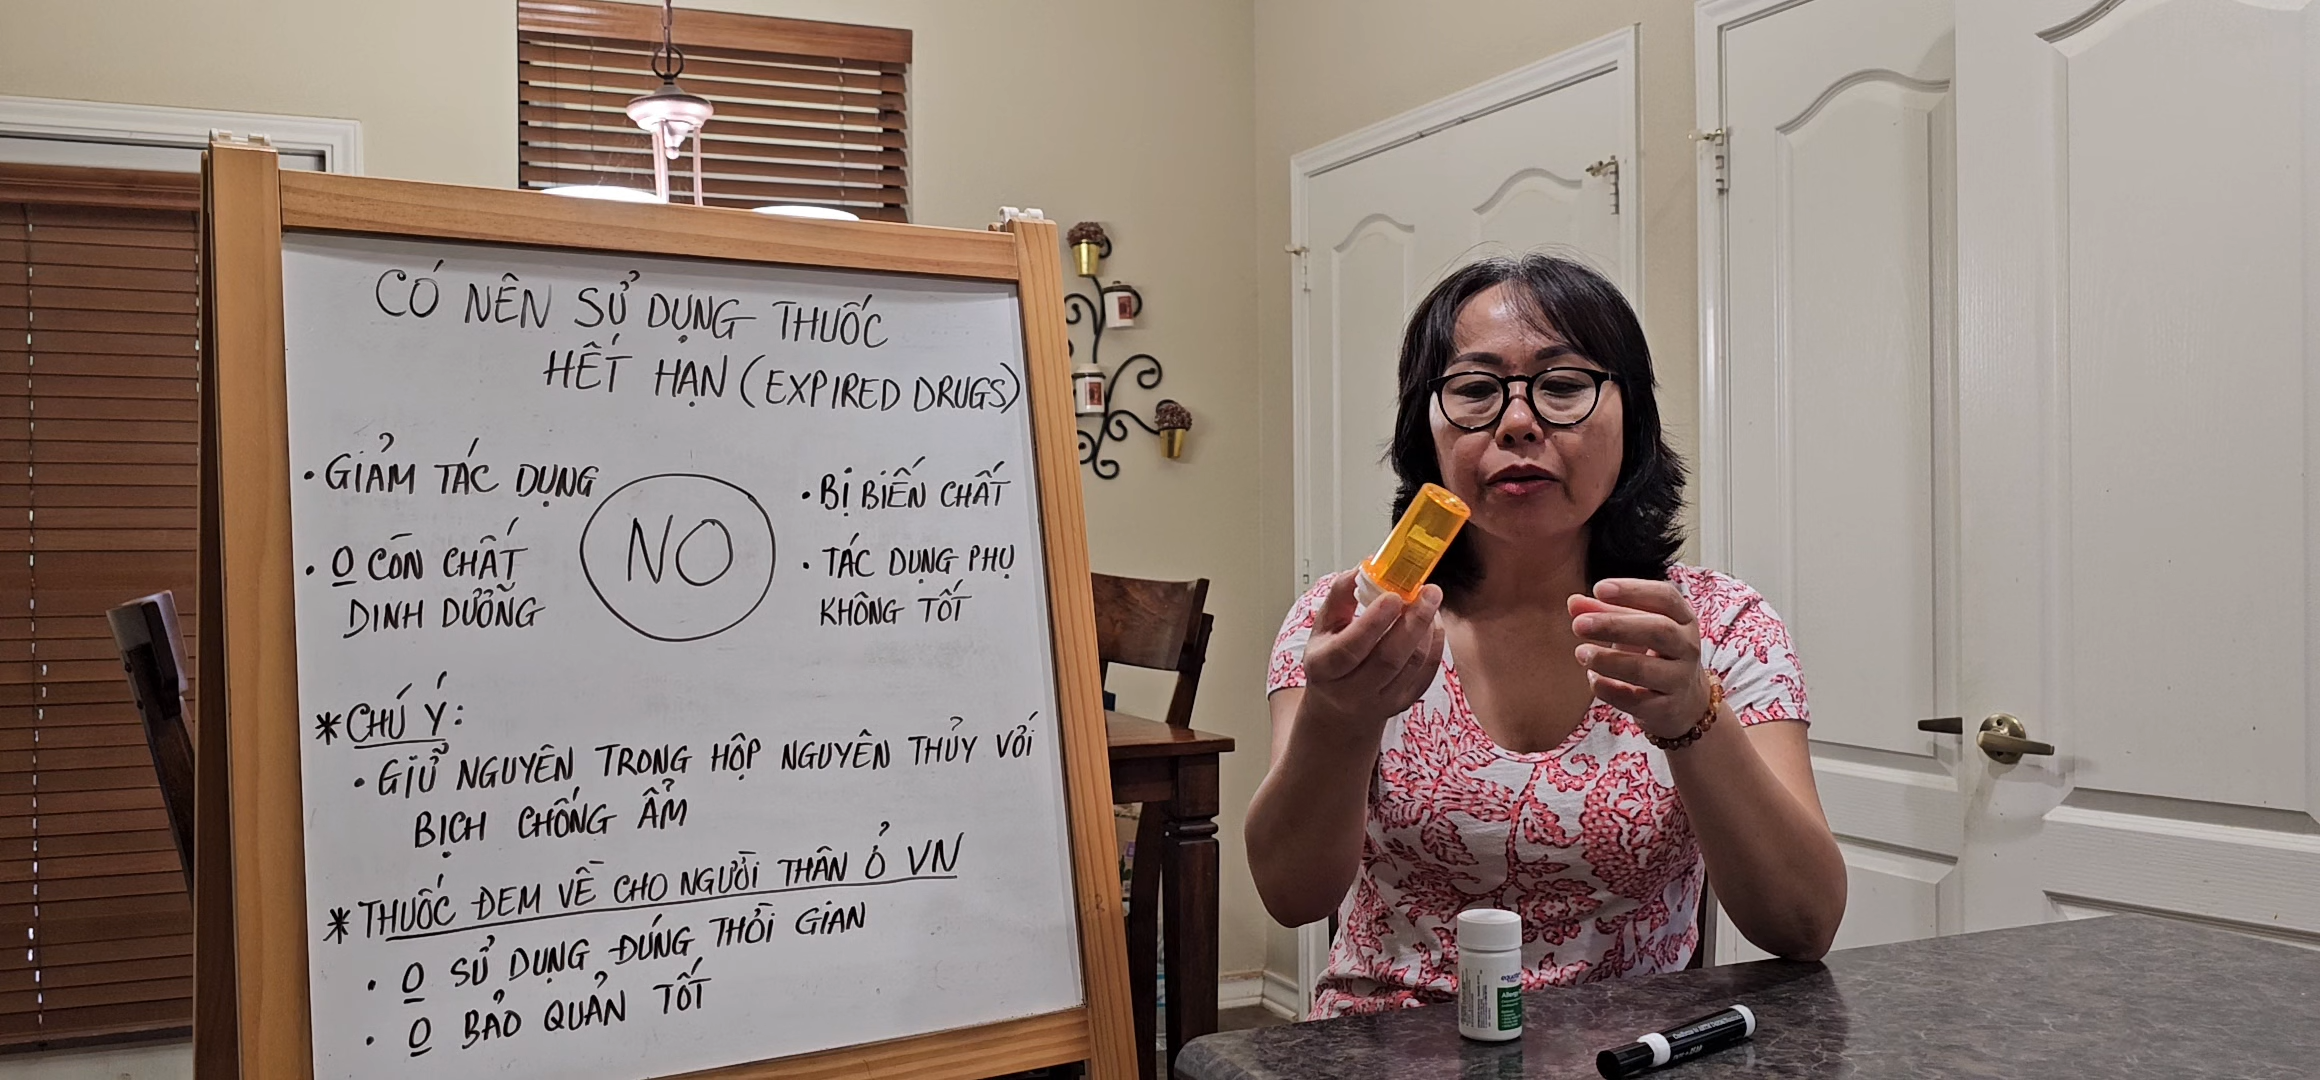 CÓ NÊN SỬ DỤNG THUỐC
HẾT HẠN (EXPIRED DRUGS)
• GIẢM TÁC DỤNG
• O CÒN CHẤT
DINH DƯỠNG
NO
• BỊ BIẾN CHẤT
• TÁC DỤNG PHỤ
KHÔNG TỐT
* CHÚ Ý:
• GIỮ NGUYÊN TRONG HỘP NGUYÊN THỦY VỚI
BỊCH CHỐNG ẨM
* THUỐC ĐEM VỀ CHO NGƯỜI THÂN Ở VN
• O SỬ DỤNG ĐÚNG THỜI GIAN
• O BẢO QUẢN TỐT
equate
Allergy